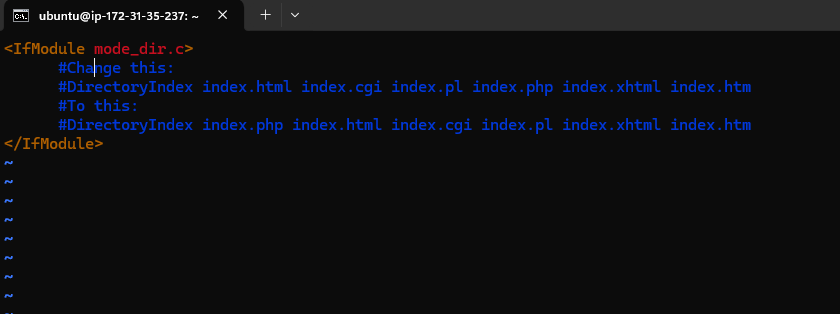 ubuntu@ip-172-31-35-237: ~
<IfModule mode_dir.c>
#Change this:
#DirectoryIndex index.html index.cgi index.pl index.php index.xhtml index.htm
#To this:
#DirectoryIndex index.php index.html index.cgi index.pl index.xhtml index.htm
</IfModule>
~
~
~
~
~
~
~
~